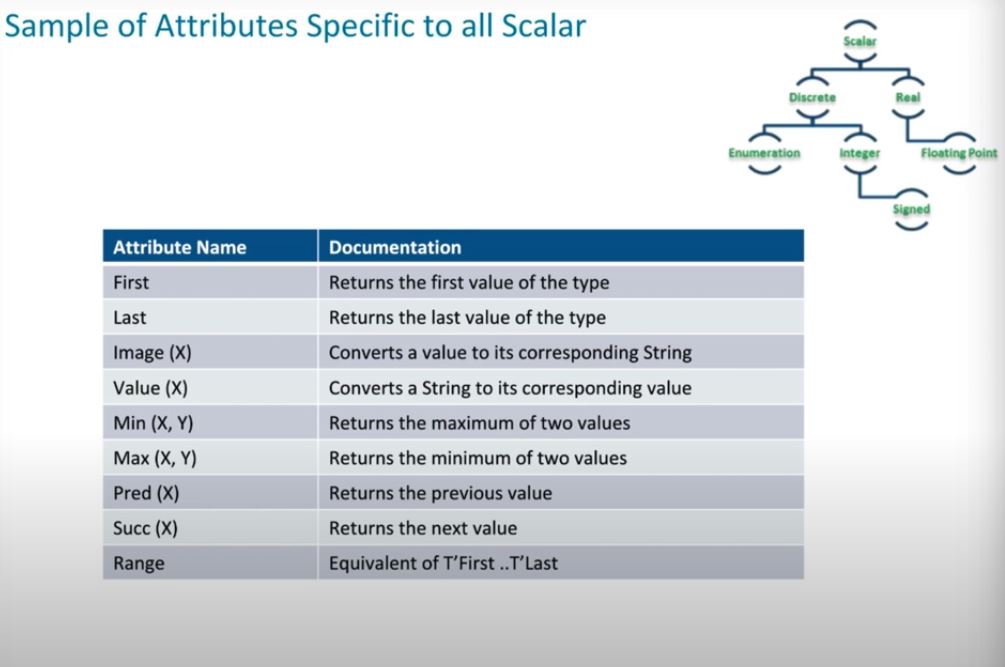 Sample of Attributes Specific to all Scalar
Scalar
Discrete Real
Enumeration Integer Floating Point
Signed
Attribute Name Documentation
First Returns the first value of the type
Last Returns the last value of the type
Image (X) Converts a value to its corresponding String
Value (X) Converts a String to its corresponding value
Min (X, Y) Returns the maximum of two values
Max (X, Y) Returns the minimum of two values
Pred (X) Returns the previous value
Succ (X) Returns the next value
Range Equivalent of T'First ..T'Last